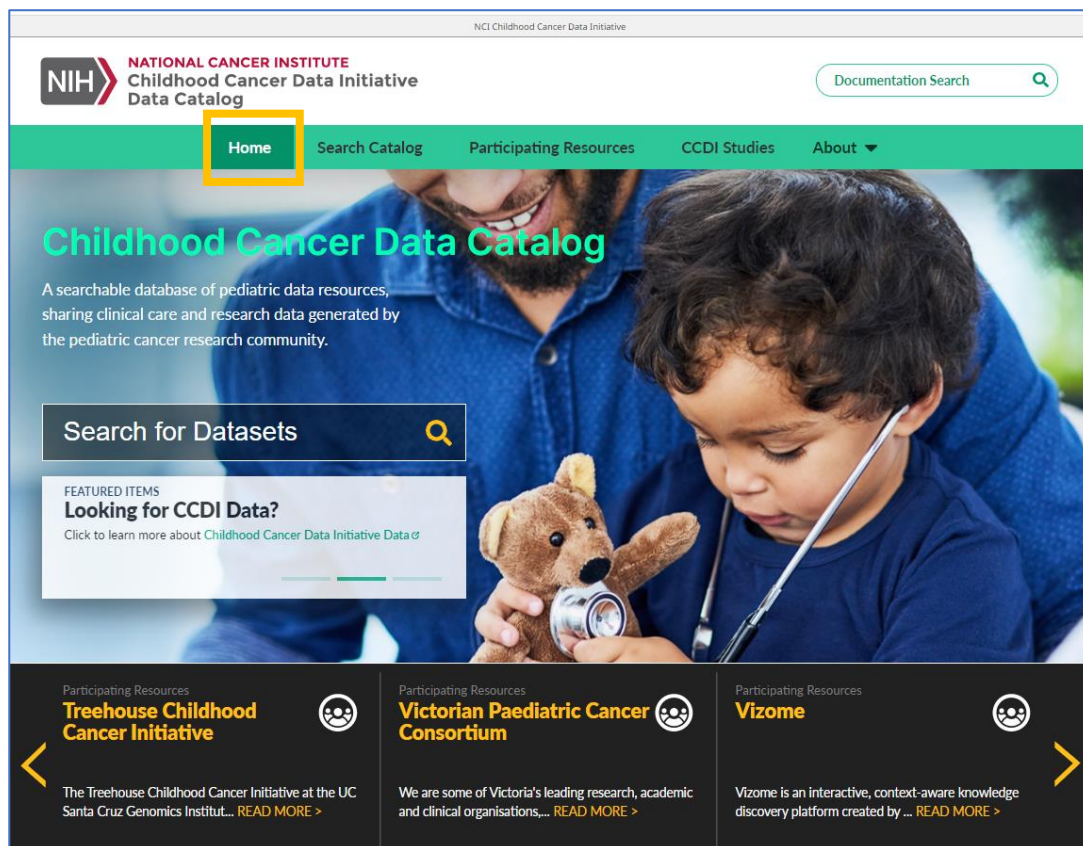 NCI Childhood Cancer Data Initiative
NIH
NATIONAL CANCER INSTITUTE
Childhood Cancer Data Initiative
Data Catalog
Documentation Search
Home
Search Catalog
Participating Resources
CCDI Studies
About
Childhood Cancer Data Catalog
A searchable database of pediatric data resources,
sharing clinical care and research data generated by
the pediatric cancer research community.
Search for Datasets
FEATURED ITEMS
Looking for CCDI Data?
Click to learn more about Childhood Cancer Data Initiative Data
Participating Resources
Treehouse Childhood
Cancer Initiative
The Treehouse Childhood Cancer Initiative at the UC
Santa Cruz Genomics Institut... READ MORE >
Participating Resources
Victorian Paediatric Cancer
Consortium
We are some of Victoria's leading research, academic
and clinical organisations,... READ MORE >
Participating Resources
Vizome
Vizome is an interactive, context-aware knowledge
discovery platform created by ... READ MORE >